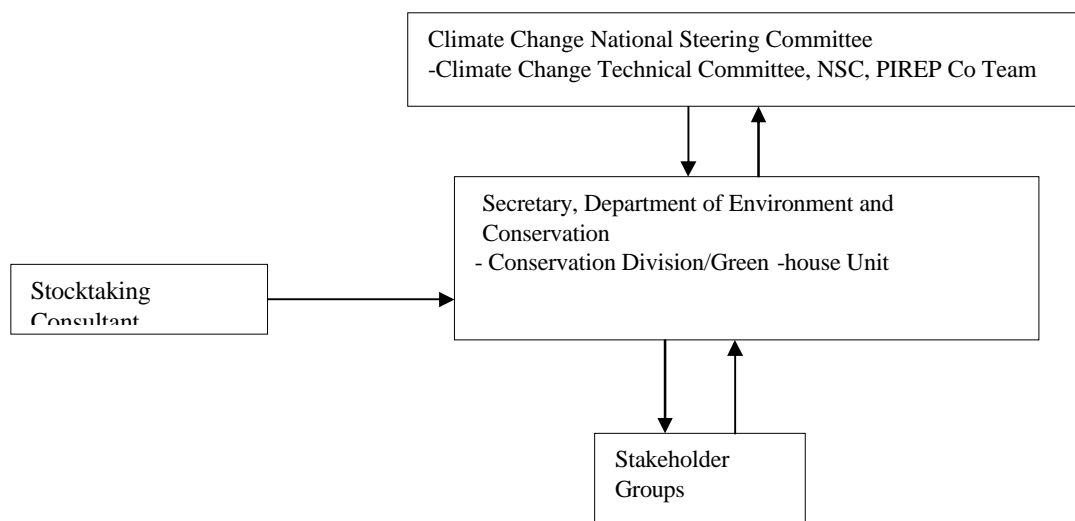 Climate Change National Steering Committee
-Climate Change Technical Committee, NSC, PIREP Co Team
Secretary, Department of Environment and
Conservation
- Conservation Division/Green -house Unit
Stocktaking
Consultant
Stakeholder
Groups